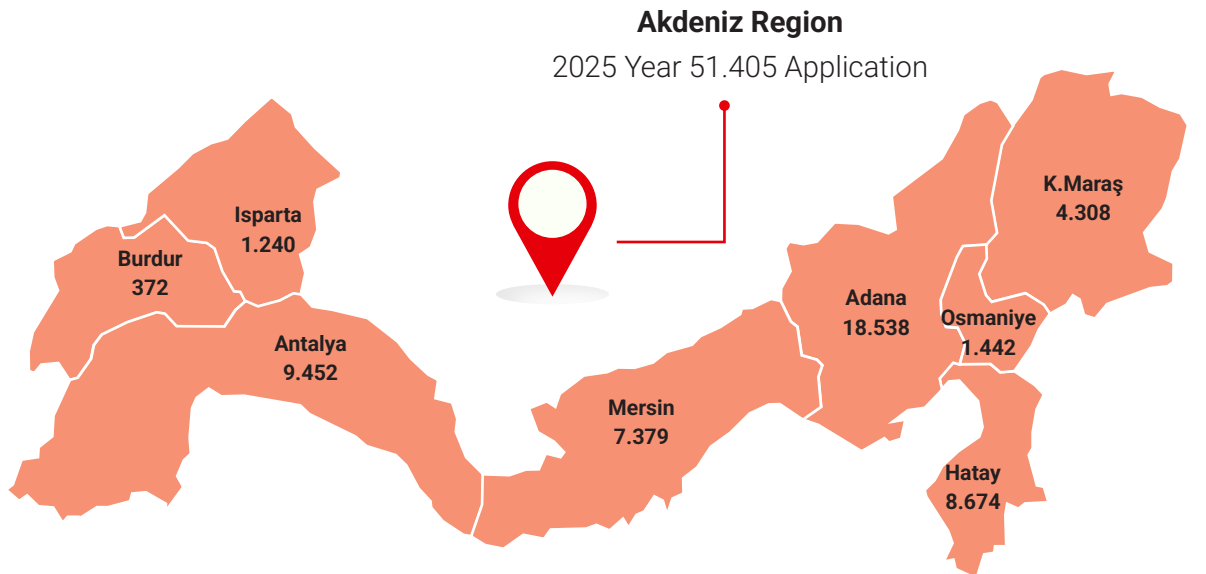 Akdeniz Region
2025 Year 51.405 Application
K.Maraş
4.308
Isparta
1.240
Burdur
372
Adana
18.538
Osmaniye
1.442
Antalya
9.452
Mersin
7.379
Hatay
8.674